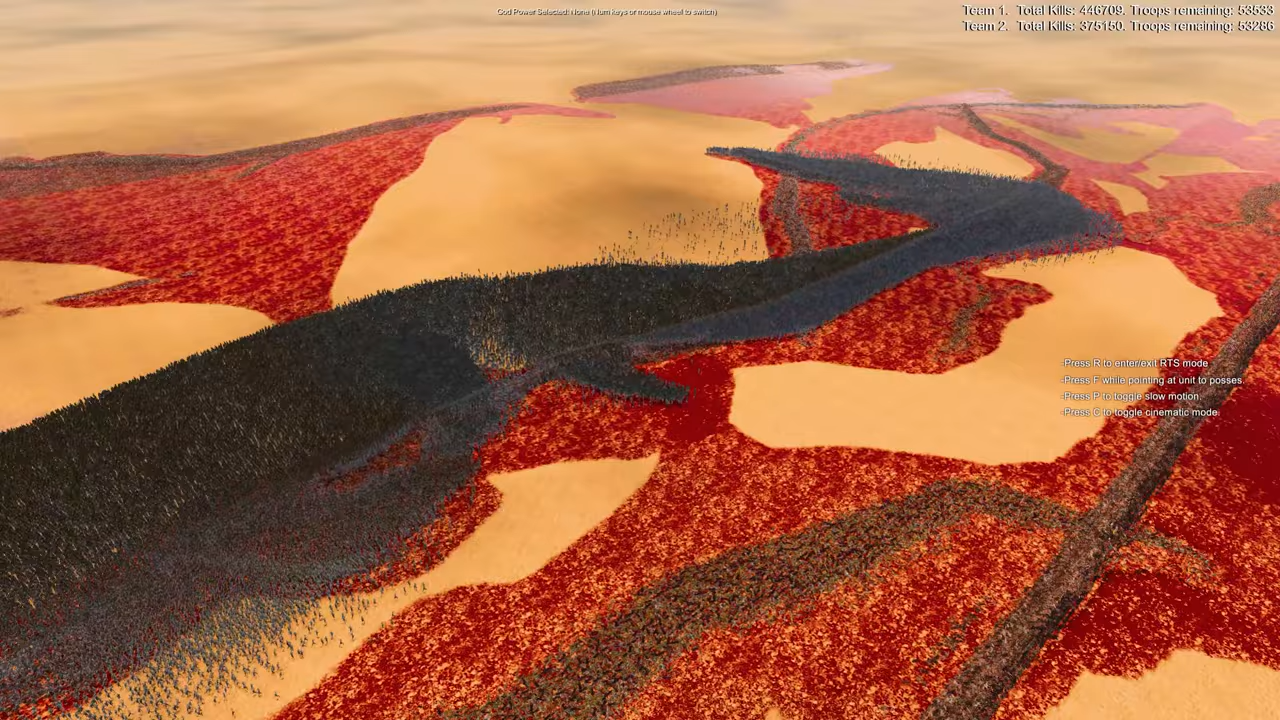 God Power Selected: None (Num keys or mouse wheel to switch)
Team 1. Total Kills: 446709. Troops remaining: 53533
Team 2. Total Kills: 375150. Troops remaining: 53286
-Press R to enter/exit RTS mode
-Press F while pointing at unit to posses.
-Press P to toggle slow motion.
-Press C to toggle cinematic mode.